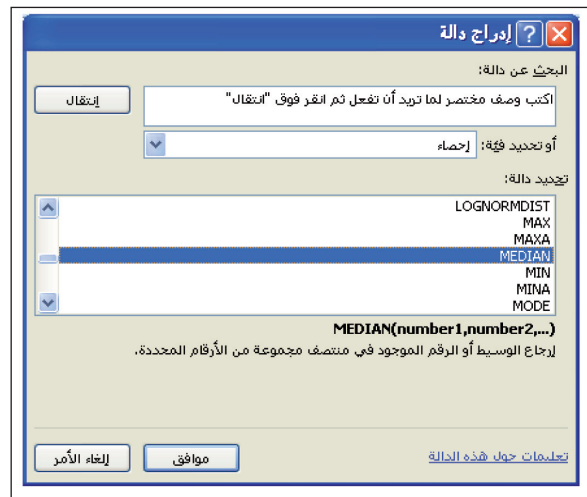 إدراج دالة
البحث عن دالة:
اكتب وصف مختصر لما تريد أن تفعل ثم انقر فوق "انتقال"
إنتقال
أو تحديد فئة: إحصاء
تحديد دالة:
LOGNORMDIST
MAX
MAXA
MEDIAN
MIN
MINA
MODE
MEDIAN(number1,number2,...)
إرجاع الوسيط أو الرقم الموجود في منتصف مجموعة من الأرقام المحددة.
تعليمات حول هذه الدالة
موافق
إلغاء الأمر